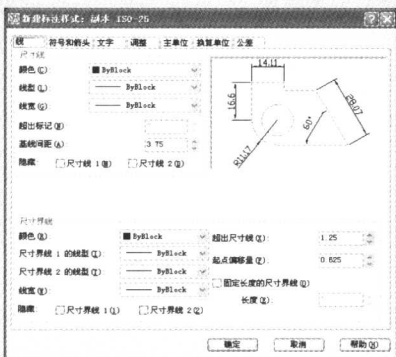 新建标注样式: 副本 ISO-25
线 符号和箭头 文字 调整 主单位 换算单位 公差
尺寸线
颜色(C): ByBlock
线型(L): ByBlock
线宽(G): ByBlock
超出标记(N):
基线间距(A): 3.75
隐藏: 尺寸线 1(M) 尺寸线 2(D)
14.11
16.6
28.07
60°
R11.17
尺寸界线
颜色(R): ByBlock
尺寸界线 1 的线型(I): ByBlock
尺寸界线 2 的线型(T): ByBlock
线宽(W): ByBlock
隐藏: 尺寸界线 1(1) 尺寸界线 2(2)
超出尺寸线(X): 1.25
起点偏移量(F): 0.625
固定长度的尺寸界线(O)
长度(E):
确定 取消 帮助(H)